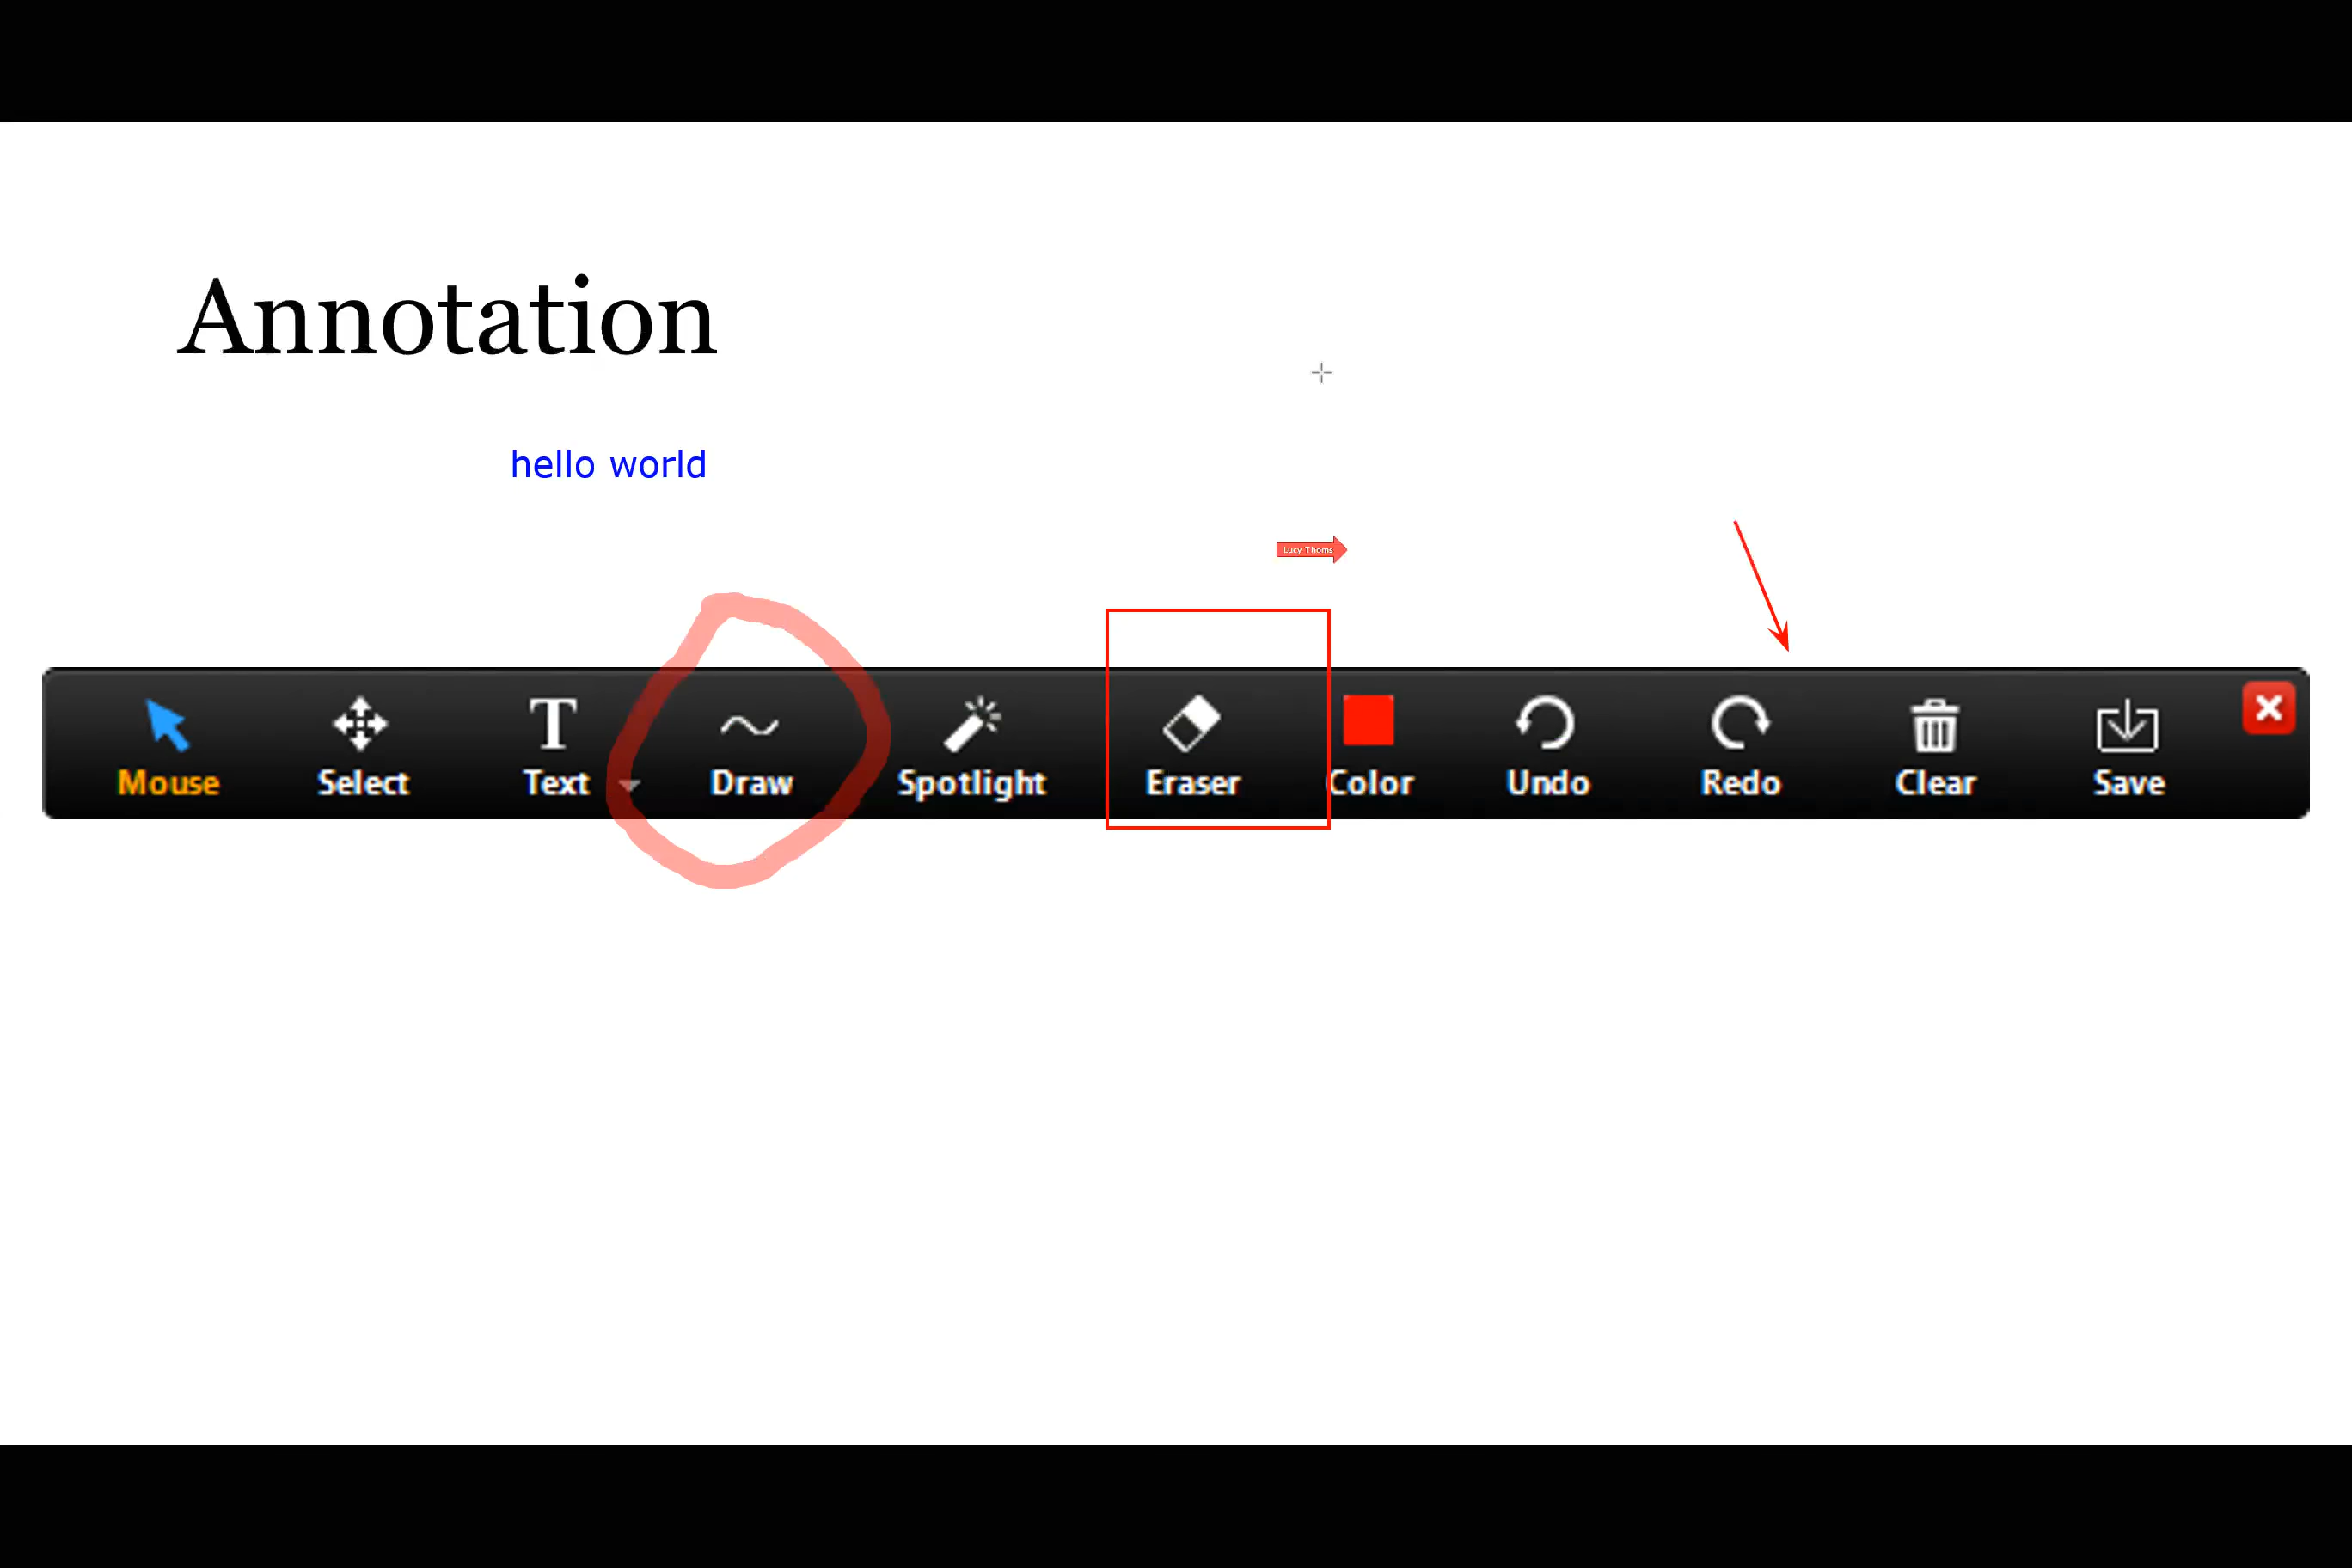 Annotation
hello world
Lucy Thoms
Mouse Select Text Draw Spotlight Eraser Color Undo Redo Clear Save